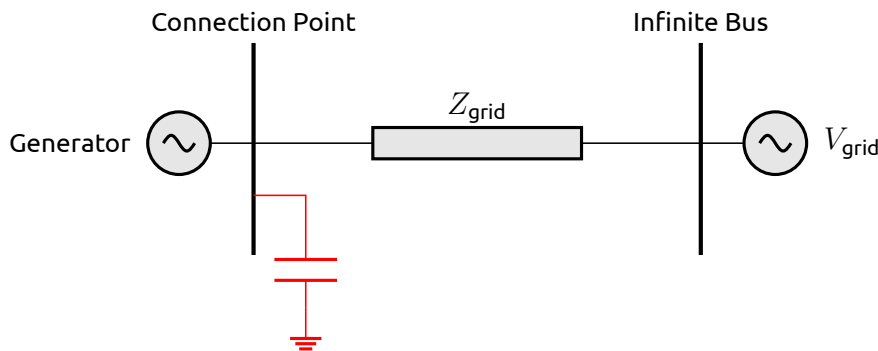 Connection Point
Infinite Bus
Z_grid
Generator
V_grid